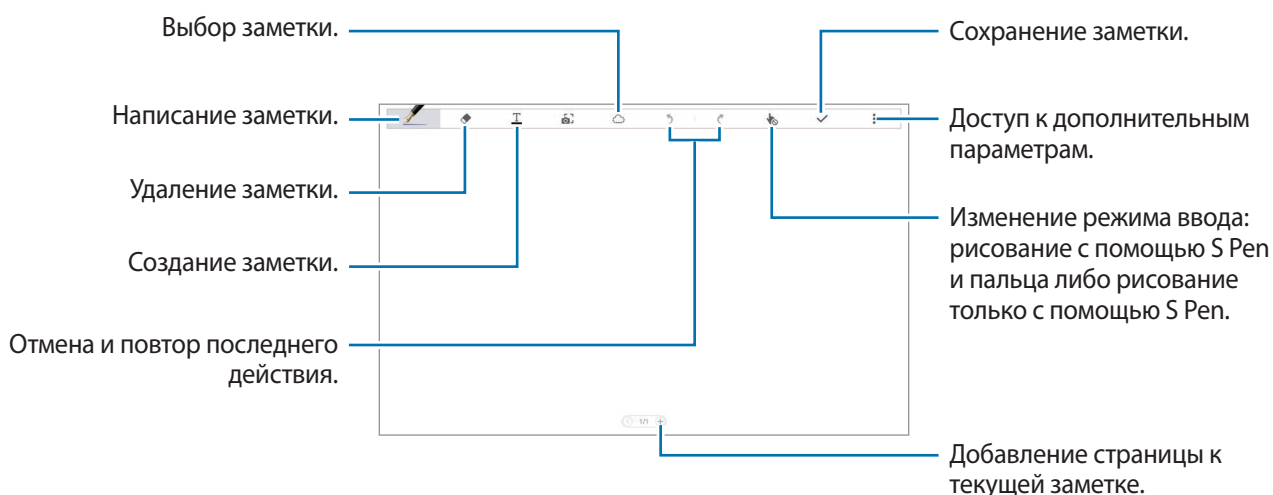 Выбор заметки.
Написание заметки.
Удаление заметки.
Создание заметки.
Отмена и повтор последнего
действия.
T
1/1
Сохранение заметки.
Доступ к дополнительным
параметрам.
Изменение режима ввода:
рисование с помощью S Pen
и пальца либо рисование
только с помощью S Pen.
Добавление страницы к
текущей заметке.